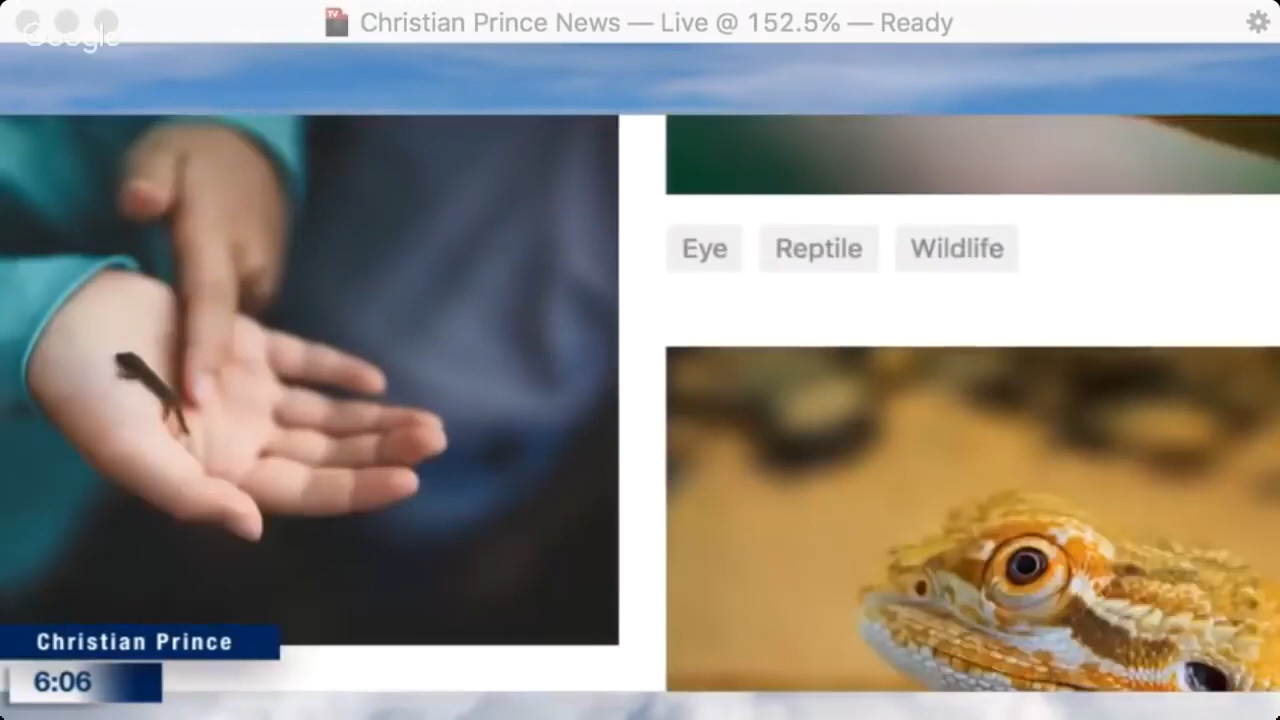 Christian Prince News — Live @ 152.5% — Ready
Google
Eye Reptile Wildlife
Christian Prince
6:06